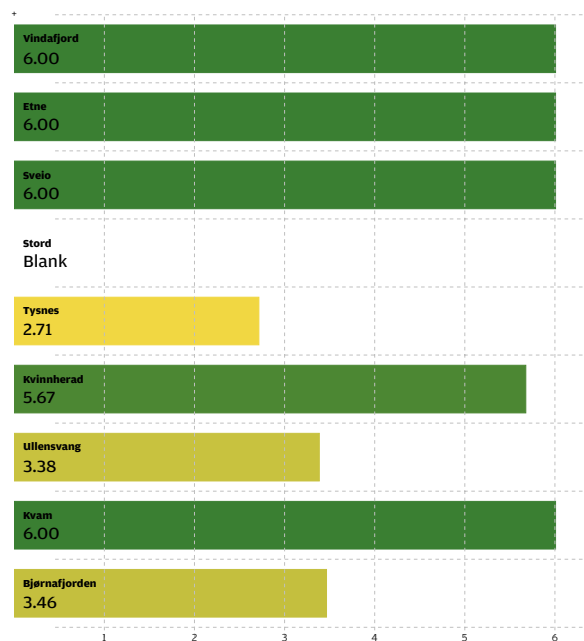 +
Vindafjord
6.00
Etne
6.00
Sveio
6.00
Stord
Blank
Tysnes
2.71
Kvinnherad
5.67
Ullensvang
3.38
Kvam
6.00
Bjørnafjorden
3.46
1 2 3 4 5 6